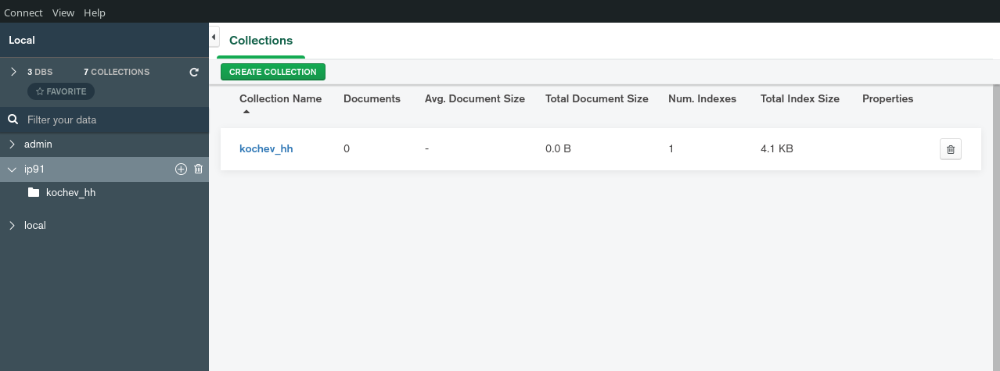 Connect View Help
Local
Collections
3 DBS 7 COLLECTIONS
FAVORITE
CREATE COLLECTION
Filter your data
admin
ip91
kochev_hh
local
Collection Name Documents Avg. Document Size Total Document Size Num. Indexes Total Index Size Properties
kochev_hh 0 - 0.0 B 1 4.1 KB